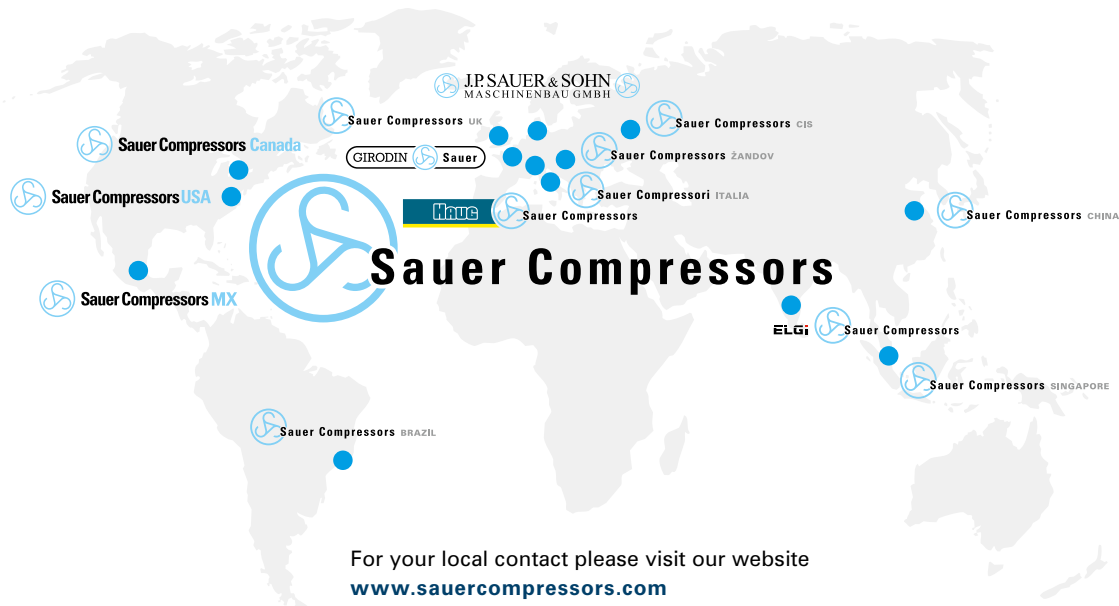 J.P. SAUER & SOHN
MASCHINENBAU GMBH
Sauer Compressors UK
Sauer Compressors CIS
Sauer Compressors Canada
GIRODIN Sauer
Sauer Compressors ŽANDOV
Sauer Compressors USA
Sauer Compressori ITALÍA
HAUG Sauer Compressors
Sauer Compressors CHINA
Sauer Compressors
Sauer Compressors MX
ELGi Sauer Compressors
Sauer Compressors SINGAPORE
Sauer Compressors BRAZIL
For your local contact please visit our website
www.sauercompressors.com